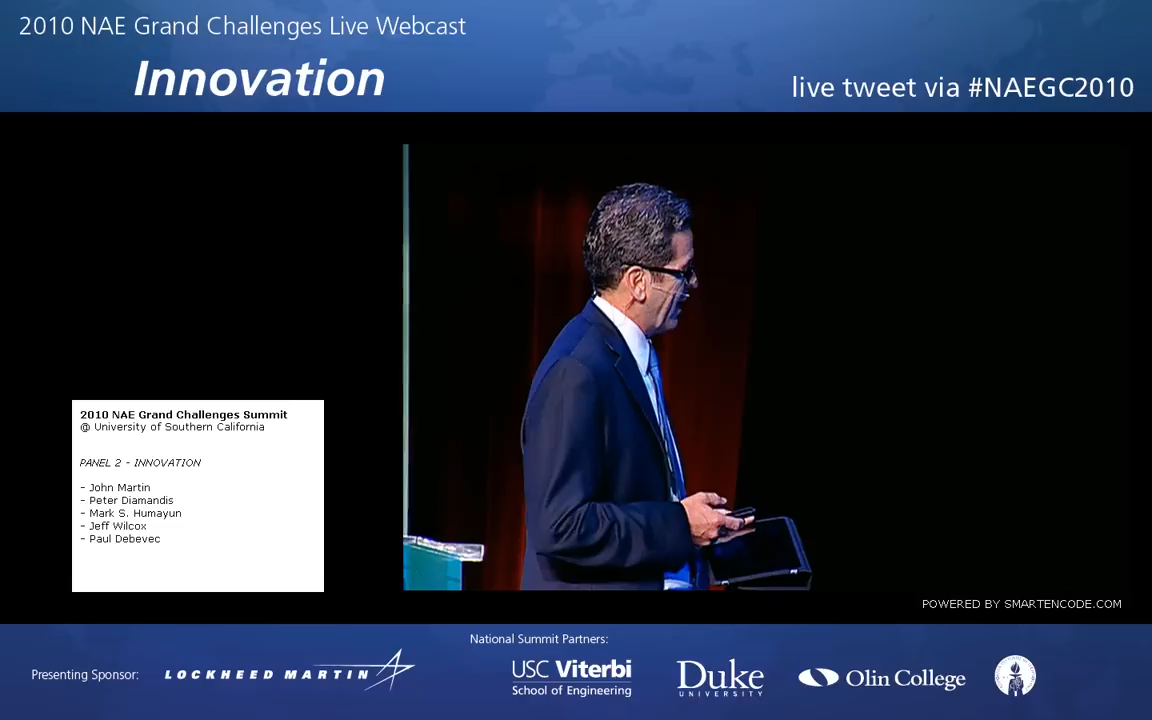 2010 NAE Grand Challenges Live Webcast
Innovation
live tweet via #NAEGC2010
2010 NAE Grand Challenges Summit
@ University of Southern California
PANEL 2 - INNOVATION
- John Martin
- Peter Diamandis
- Mark S. Humayun
- Jeff Wilcox
- Paul Debevec
POWERED BY SMARTENCODE.COM
National Summit Partners:
Presenting Sponsor:
LOCKHEED MARTIN
USC Viterbi
School of Engineering
Duke
UNIVERSITY
Olin College